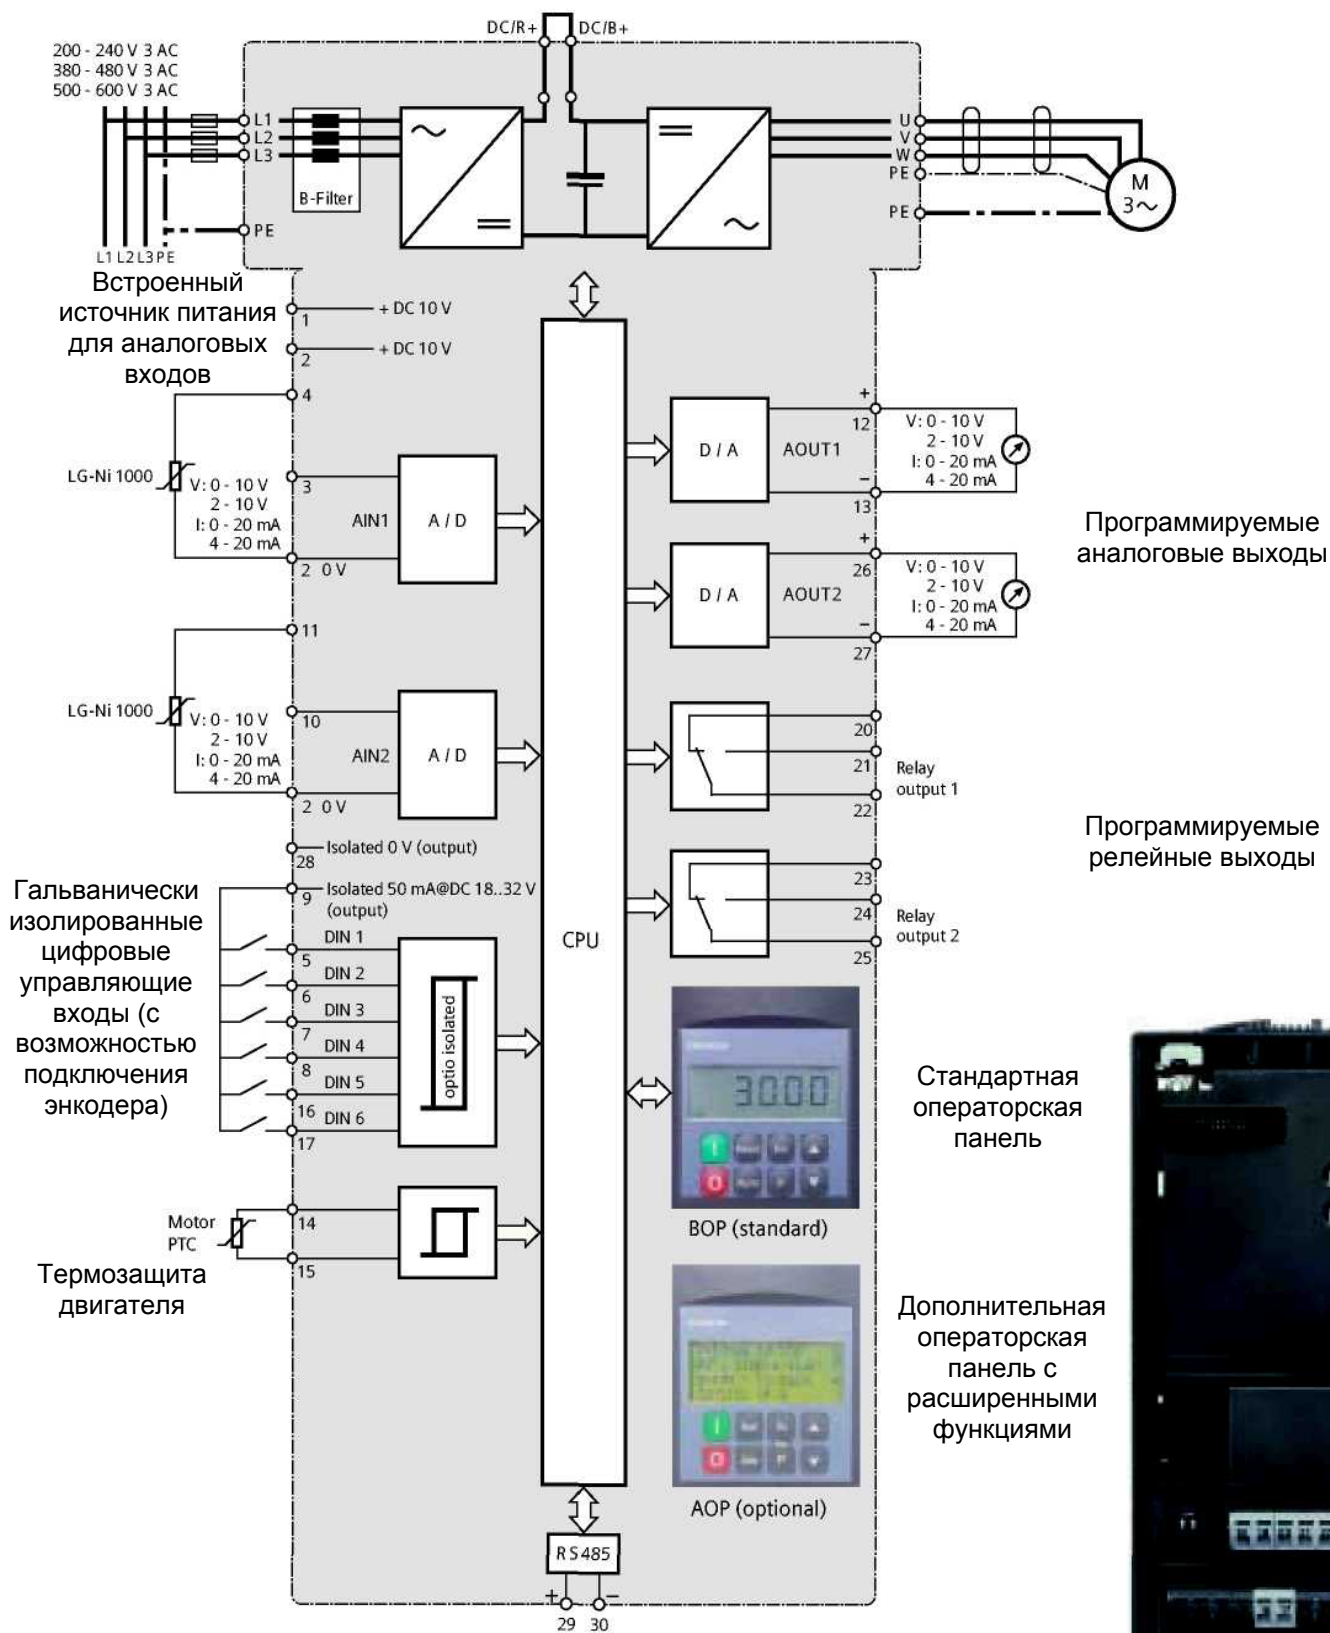 DC/R+ DC/B+
200 - 240 V 3 AC
380 - 480 V 3 AC
500 - 600 V 3 AC
L1
L2
L3
B-Filter
PE
L1 L2 L3 PE
U
V
W
PE
PE
M
3~
Встроенный
источник питания
для аналоговых
входов
1 + DC 10 V
2 + DC 10 V
4
LG-Ni 1000
V: 0 - 10 V
2 - 10 V
I: 0 - 20 mA
4 - 20 mA
3
AIN1
A / D
2 0 V
11
LG-Ni 1000
V: 0 - 10 V
2 - 10 V
I: 0 - 20 mA
4 - 20 mA
10
AIN2
A / D
2 0 V
28 Isolated 0 V (output)
9 Isolated 50 mA@DC 18..32 V
(output)
Гальванически
изолированные
цифровые
управляющие
входы (с
возможностью
подключения
энкодера)
DIN 1
5
DIN 2
6
DIN 3
7
DIN 4
8
DIN 5
16 DIN 6
17
optio isolated
Motor
PTC
14
15
Термозащита
двигателя
CPU
D / A
AOUT1
+
12
−
13
V: 0 - 10 V
2 - 10 V
I: 0 - 20 mA
4 - 20 mA
D / A
AOUT2
+
26
−
27
V: 0 - 10 V
2 - 10 V
I: 0 - 20 mA
4 - 20 mA
Программируемые
аналоговые выходы
20
21
22
Relay
output 1
Программируемые
релейные выходы
23
24
25
Relay
output 2
30.00
I
0
P
BOP (standard)
Стандартная
операторская
панель
I
0
P
AOP (optional)
Дополнительная
операторская
панель с
расширенными
функциями
RS485
+ −
29 30